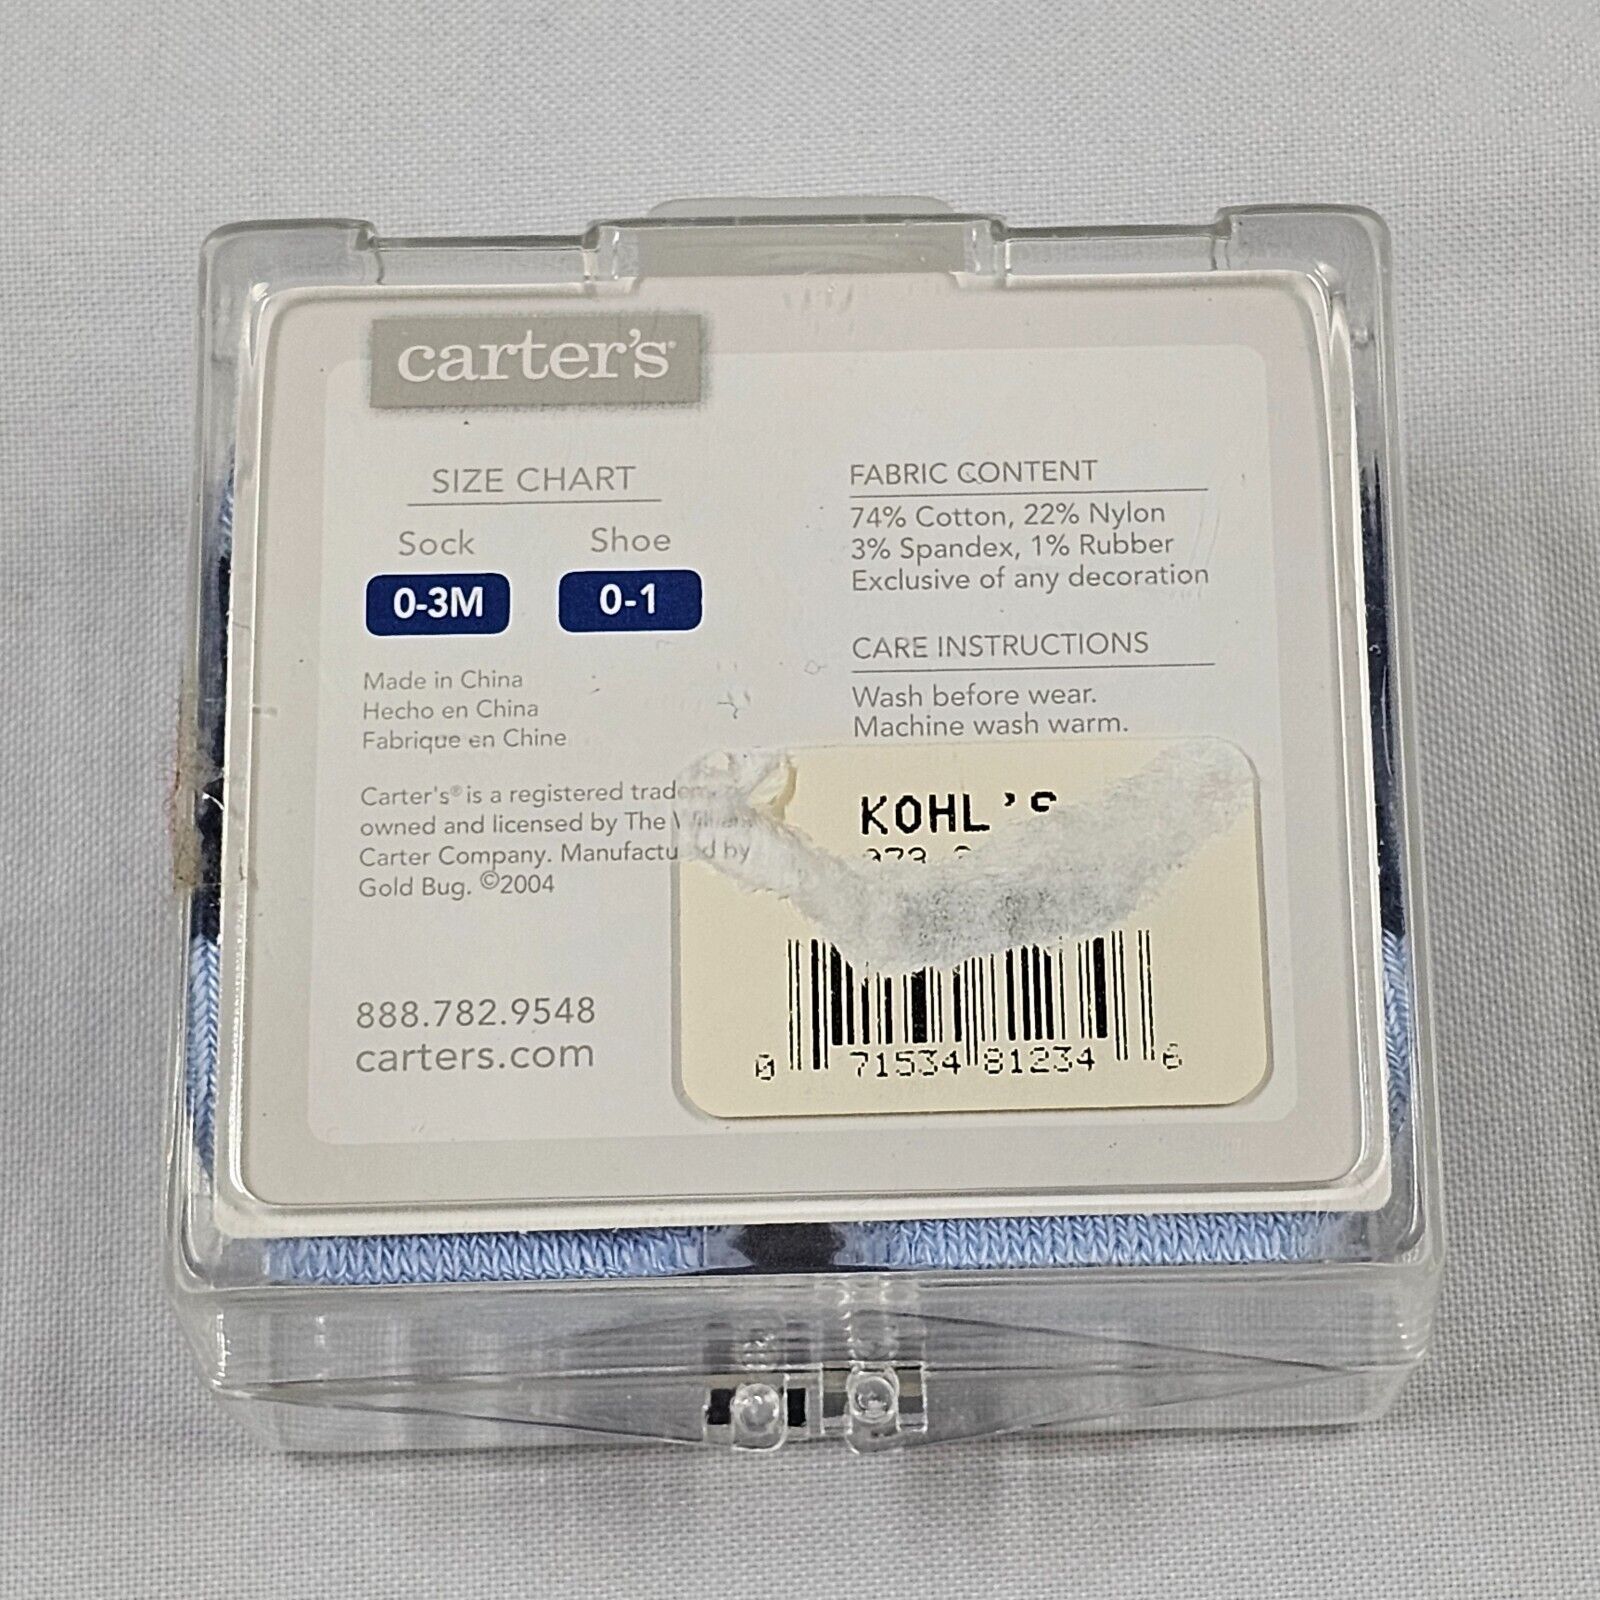 carter's
SIZE CHART
Sock Shoe
0-3M 0-1
Made in China
Hecho en China
Fabrique en Chine
Carter's® is a registered
owned and licensed by The
Carter Company. Manufactured by
Gold Bug. ©2004
888.782.9548
carters.com
FABRIC CONTENT
74% Cotton, 22% Nylon
3% Spandex, 1% Rubber
Exclusive of any decoration
CARE INSTRUCTIONS
Wash before wear.
Machine wash warm.
KOHL'S
0 71534 81234 6